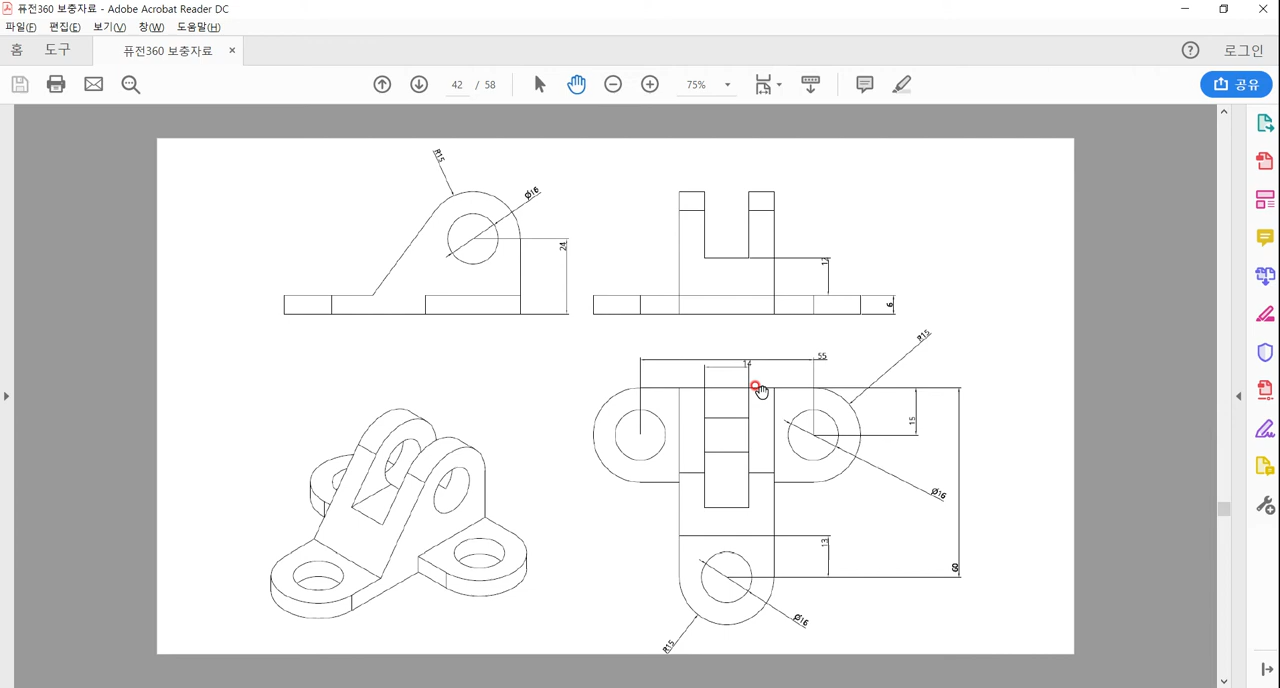 퓨전360 보충자료 - Adobe Acrobat Reader DC
파일(F) 편집(E) 보기(V) 창(W) 도움말(H)
홈 도구 퓨전360 보충자료 × 로그인
42 / 58 75% 공유
R15
Ø16
24
12
6
R15
55
14
15
Ø16
13
60
Ø16
R15